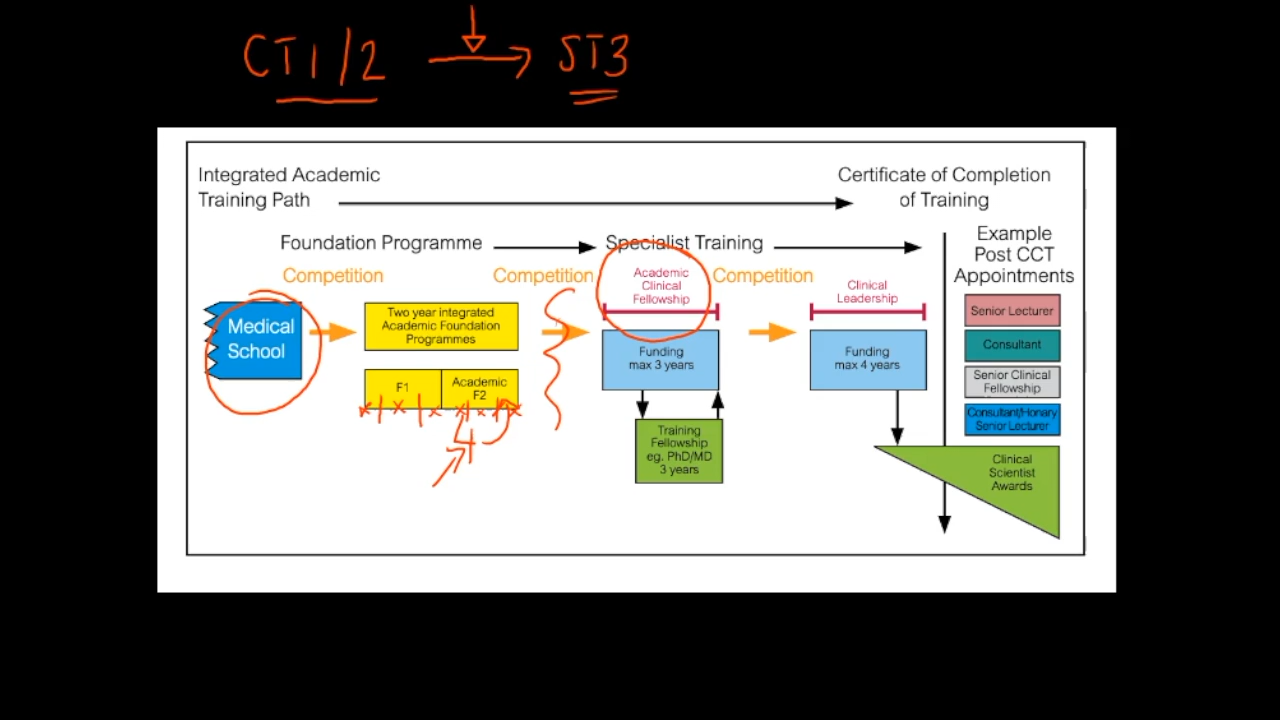 CT1/2 → ST3
Integrated Academic
Training Path
Certificate of Completion
of Training
Foundation Programme
Specialist Training
Example
Post CCT
Appointments
Competition
Competition
Academic
Clinical
Fellowship
Competition
Clinical
Leadership
Medical
School
Two year integrated
Academic Foundation
Programmes
F1
Academic
F2
4
Funding
max 3 years
Training
Fellowship
eg. PhD/MD
3 years
Funding
max 4 years
Senior Lecturer
Consultant
Senior Clinical
Fellowship
Consultant/Honary
Senior Lecturer
Clinical
Scientist
Awards